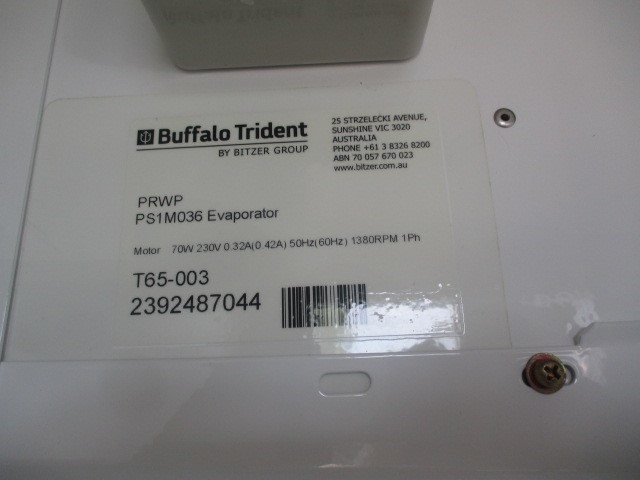 Buffalo Trident
BY BITZER GROUP
25 STRZELECKI AVENUE,
SUNSHINE VIC 3020
AUSTRALIA
PHONE +61 3 8326 8200
ABN 70 057 670 023
www.bitzer.com.au
PRWP
PS1M036 Evaporator
Motor 70W 230V 0.32A(0.42A) 50Hz(60Hz) 1380RPM 1Ph
T65-003
2392487044